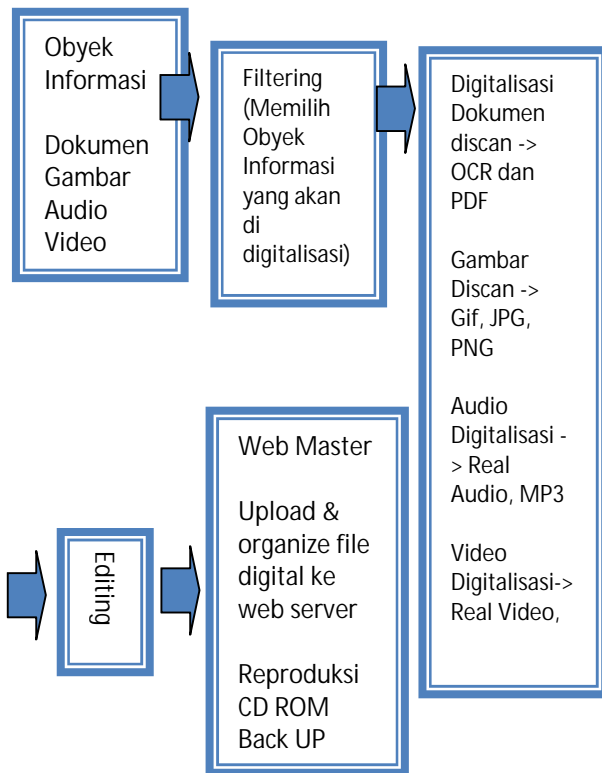 Obyek
Informasi
Dokumen
Gambar
Audio
Video
Filtering
(Memilih
Obyek
Informasi
yang akan
di
digitalisasi)
Digitalisasi
Dokumen
discan ->
OCR dan
PDF
Gambar
Discan ->
Gif, JPG,
PNG
Audio
Digitalisasi -
> Real
Audio, MP3
Video
Digitalisasi->
Real Video,
Editing
Web Master
Upload &
organize file
digital ke
web server
Reproduksi
CD ROM
Back UP